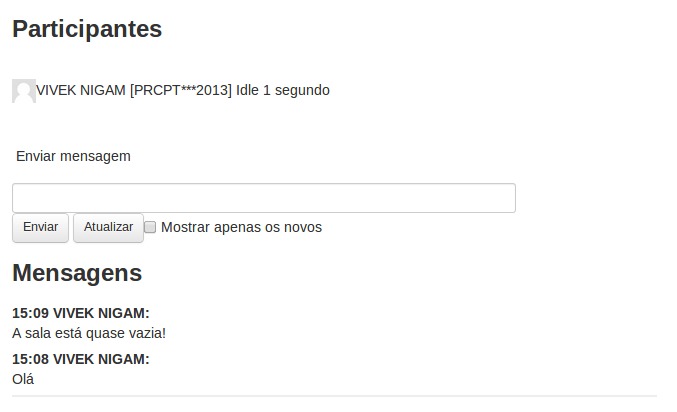 Participantes
VIVEK NIGAM [PRCPT***2013] Idle 1 segundo
Enviar mensagem
Enviar Atualizar Mostrar apenas os novos
Mensagens
15:09 VIVEK NIGAM:
A sala está quase vazia!
15:08 VIVEK NIGAM:
Olá